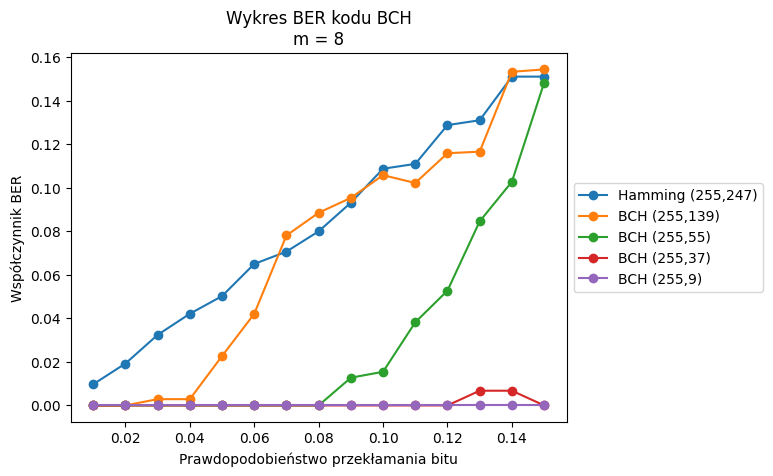 Wykres BER kodu BCH
m = 8
0.16
0.14
0.12
0.10
0.08
0.06
0.04
0.02
0.00
Współczynnik BER
0.02 0.04 0.06 0.08 0.10 0.12 0.14
Prawdopodobieństwo przekłamania bitu
Hamming (255,247)
BCH (255,139)
BCH (255,55)
BCH (255,37)
BCH (255,9)